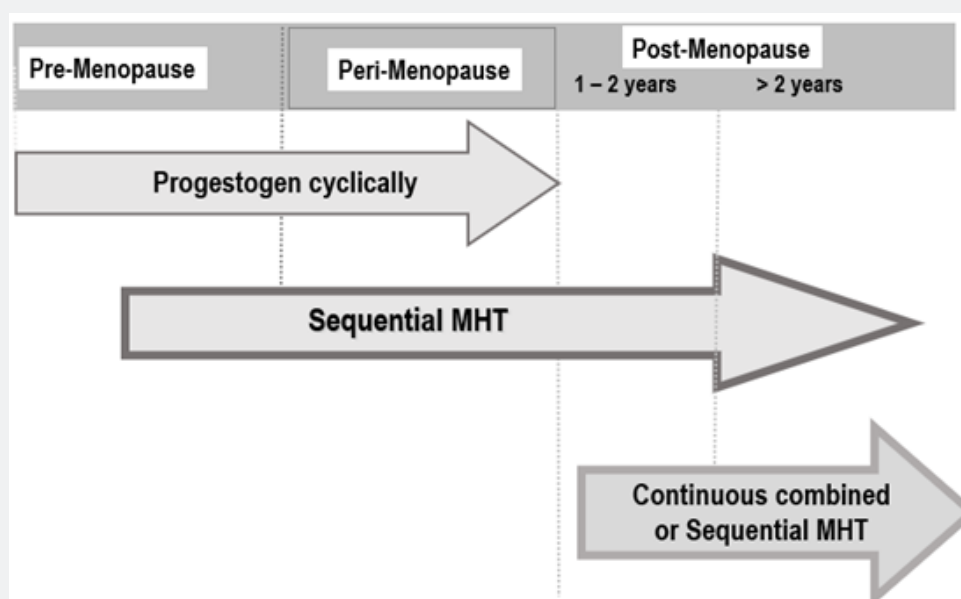 Pre-Menopause
Peri-Menopause
Post-Menopause
1 – 2 years
> 2 years
Progestogen cyclically
Sequential MHT
Continuous combined
or Sequential MHT